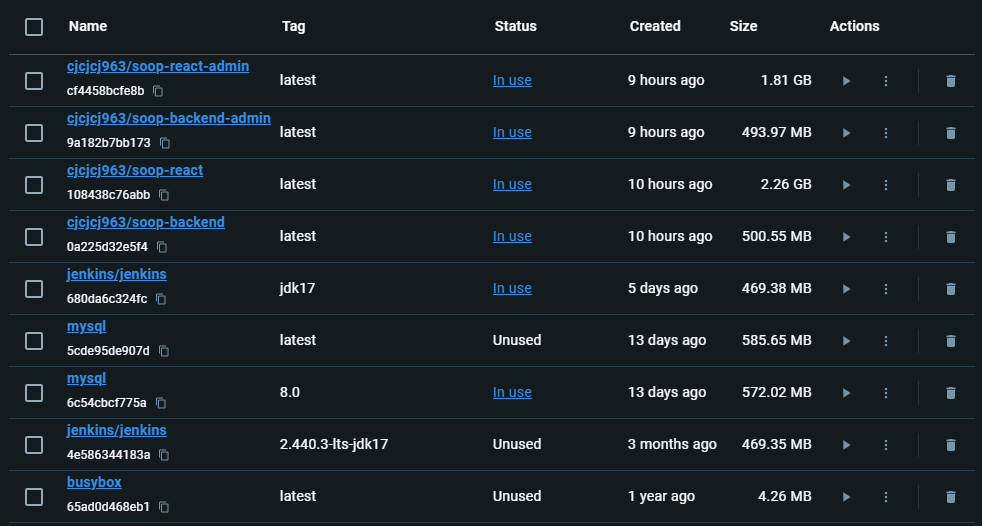 Name Tag Status Created Size Actions
cjcjcj963/soop-react-admin
cf4458bcfe8b
latest In use 9 hours ago 1.81 GB
cjcjcj963/soop-backend-admin
9a182b7bb173
latest In use 9 hours ago 493.97 MB
cjcjcj963/soop-react
108438c76abb
latest In use 10 hours ago 2.26 GB
cjcjcj963/soop-backend
0a225d32e5f4
latest In use 10 hours ago 500.55 MB
jenkins/jenkins
680da6c324fc
jdk17 In use 5 days ago 469.38 MB
mysql
5cde95de907d
latest Unused 13 days ago 585.65 MB
mysql
6c54cbcf775a
8.0 In use 13 days ago 572.02 MB
jenkins/jenkins
4e586344183a
2.440.3-lts-jdk17 Unused 3 months ago 469.35 MB
busybox
65ad0d468eb1
latest Unused 1 year ago 4.26 MB